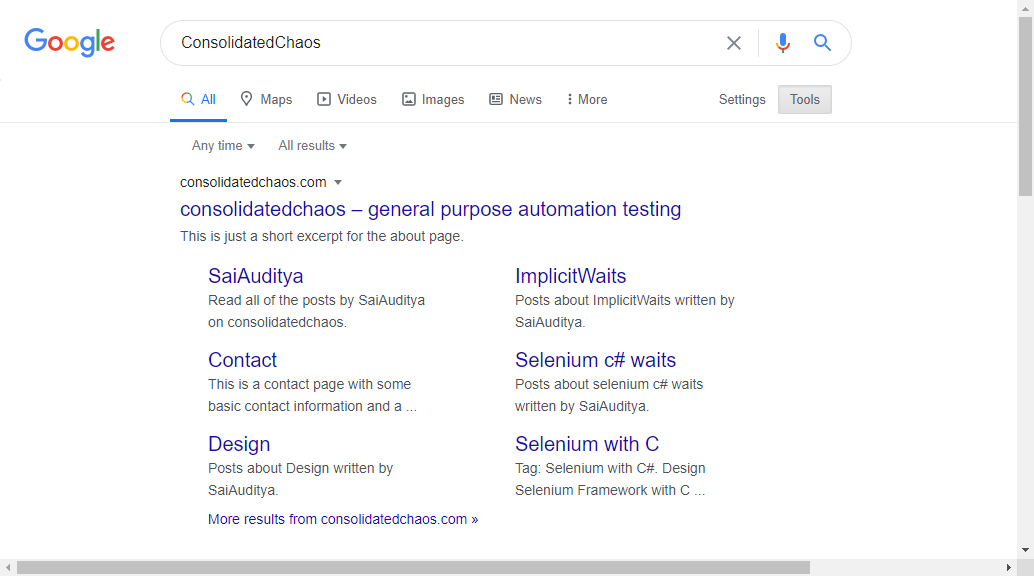 Google
ConsolidatedChaos
All Maps Videos Images News More Settings Tools
Any time All results
consolidatedchaos.com
consolidatedchaos – general purpose automation testing
This is just a short excerpt for the about page.
SaiAuditya
Read all of the posts by SaiAuditya
on consolidatedchaos.
ImplicitWaits
Posts about ImplicitWaits written by
SaiAuditya.
Contact
This is a contact page with some
basic contact information and a ...
Selenium c# waits
Posts about selenium c# waits
written by SaiAuditya.
Design
Posts about Design written by
SaiAuditya.
Selenium with C
Tag: Selenium with C#. Design
Selenium Framework with C ...
More results from consolidatedchaos.com »